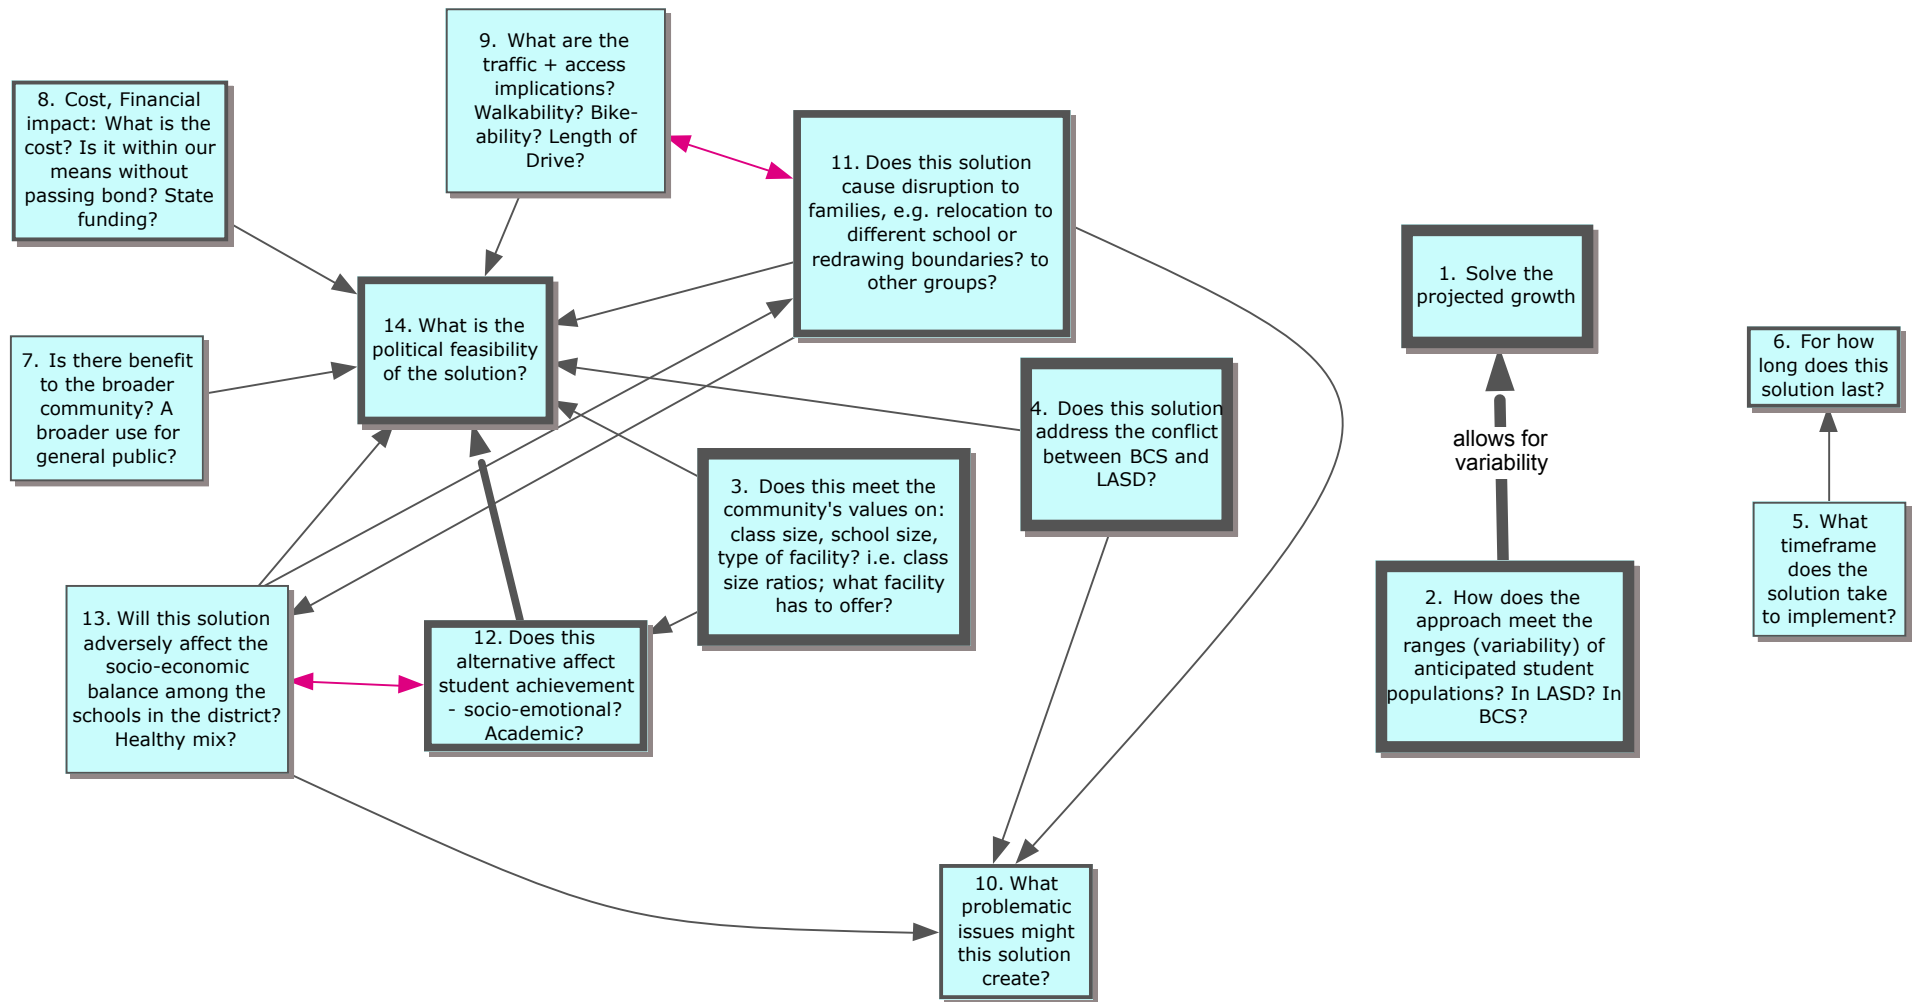 9. What are the
traffic + access
implications?
Walkability? Bike-
ability? Length of
Drive?
8. Cost, Financial
impact: What is the
cost? Is it within our
means without
passing bond? State
funding?
11. Does this solution
cause disruption to
families, e.g. relocation to
different school or
redrawing boundaries? to
other groups?
1. Solve the
projected growth
14. What is the
political feasibility
of the solution?
7. Is there benefit
to the broader
community? A
broader use for
general public?
6. For how
long does this
solution last?
4. Does this solution
address the conflict
between BCS and
LASD?
allows for
variability
3. Does this meet the
community's values on:
class size, school size,
type of facility? i.e. class
size ratios; what facility
has to offer?
5. What
timeframe
does the
solution take
to implement?
2. How does the
approach meet the
ranges (variability) of
anticipated student
populations? In LASD? In
BCS?
13. Will this solution
adversely affect the
socio-economic
balance among the
schools in the district?
Healthy mix?
12. Does this
alternative affect
student achievement
- socio-emotional?
Academic?
10. What
problematic
issues might
this solution
create?